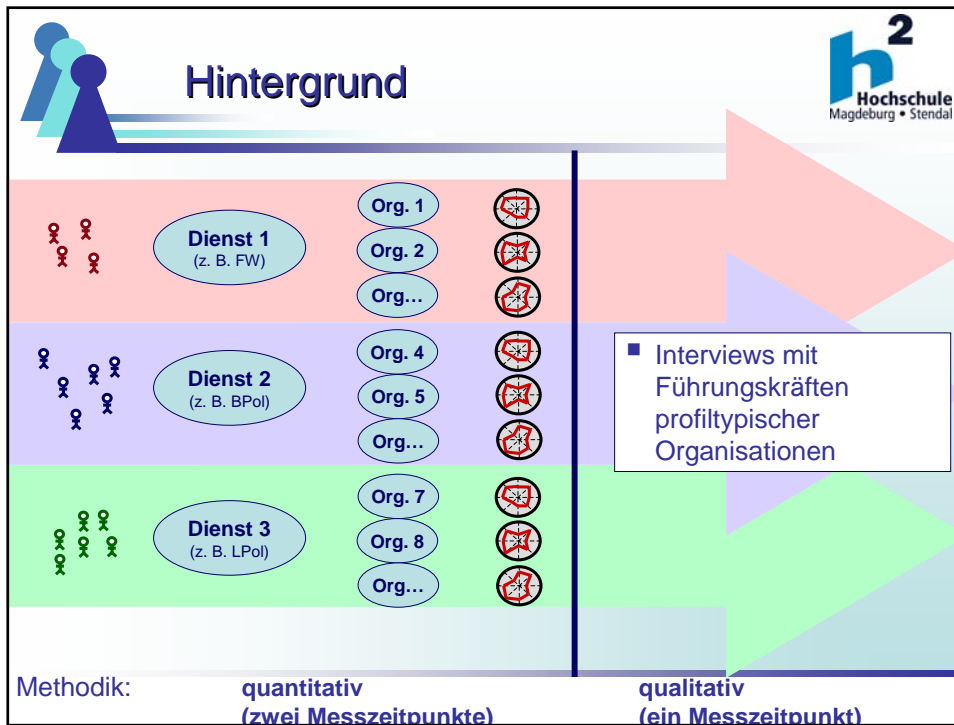 Hintergrund
h2
Hochschule
Magdeburg • Stendal
Dienst 1
(z. B. FW)
Org. 1
Org. 2
Org...
Dienst 2
(z. B. BPol)
Org. 4
Org. 5
Org...
Dienst 3
(z. B. LPol)
Org. 7
Org. 8
Org...
Interviews mit
Führungskräften
profiltypischer
Organisationen
Methodik:
quantitativ
(zwei Messzeitpunkte)
qualitativ
(ein Messzeitpunkt)